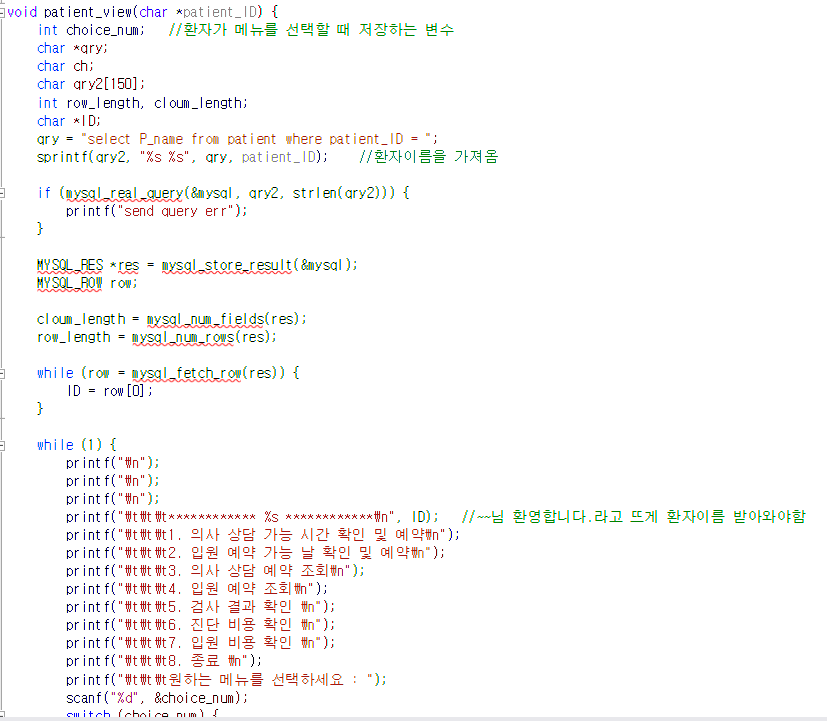 void patient_view(char *patient_ID) {
int choice_num; //환자가 메뉴를 선택할 때 저장하는 변수
char *qry;
char ch;
char qry2[150];
int row_length, cloum_length;
char *ID;
qry = "select P_name from patient where patient_ID = ";
sprintf(qry2, "%s %s", qry, patient_ID); //환자이름을 가져옴
if (mysql_real_query(&mysql, qry2, strlen(qry2))) {
printf("send query err");
}
MYSQL_RES *res = mysql_store_result(&mysql);
MYSQL_ROW row;
cloum_length = mysql_num_fields(res);
row_length = mysql_num_rows(res);
while (row = mysql_fetch_row(res)) {
ID = row[0];
}
while (1) {
printf("₩n");
printf("₩n");
printf("₩n");
printf("₩t₩t₩t************ %s ************₩n", ID); //~~님 환영합니다.라고 뜨게 환자이름 받아와야함
printf("₩t₩t₩t1. 의사 상담 가능 시간 확인 및 예약₩n");
printf("₩t₩t₩t2. 입원 예약 가능 날 확인 및 예약₩n");
printf("₩t₩t₩t3. 의사 상담 예약 조회₩n");
printf("₩t₩t₩t4. 입원 예약 조회₩n");
printf("₩t₩t₩t5. 검사 결과 확인 ₩n");
printf("₩t₩t₩t6. 진단 비용 확인 ₩n");
printf("₩t₩t₩t7. 입원 비용 확인 ₩n");
printf("₩t₩t₩t8. 종료 ₩n");
printf("₩t₩t₩t원하는 메뉴를 선택하세요 : ");
scanf("%d", &choice_num);
switch (choice_num) {